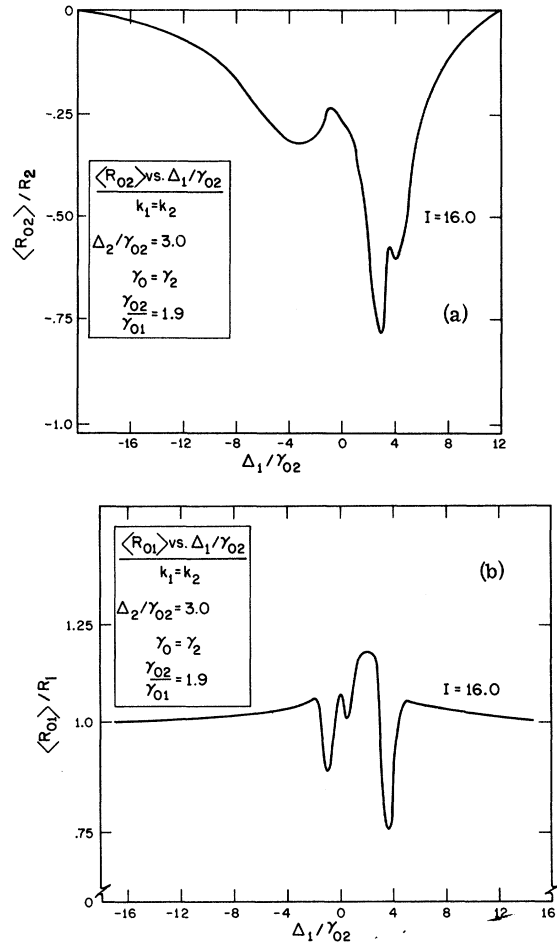 0
-.25
-.50
-.75
-1.0
⟨R02⟩/R2
⟨R02⟩ vs. Δ1/γ02
k1=k2
Δ2/γ02=3.0
γ0=γ2
γ02/γ01=1.9
I=16.0
(a)
-16 -12 -8 -4 0 4 8 12
Δ1/γ02
⟨R01⟩ vs. Δ1/γ02
k1=k2
Δ2/γ02=3.0
γ0=γ2
γ02/γ01=1.9
(b)
1.25
I=16.0
1.0
.75
0
⟨R01⟩/R1
-16 -12 -8 -4 0 4 8 12 16
Δ1/γ02